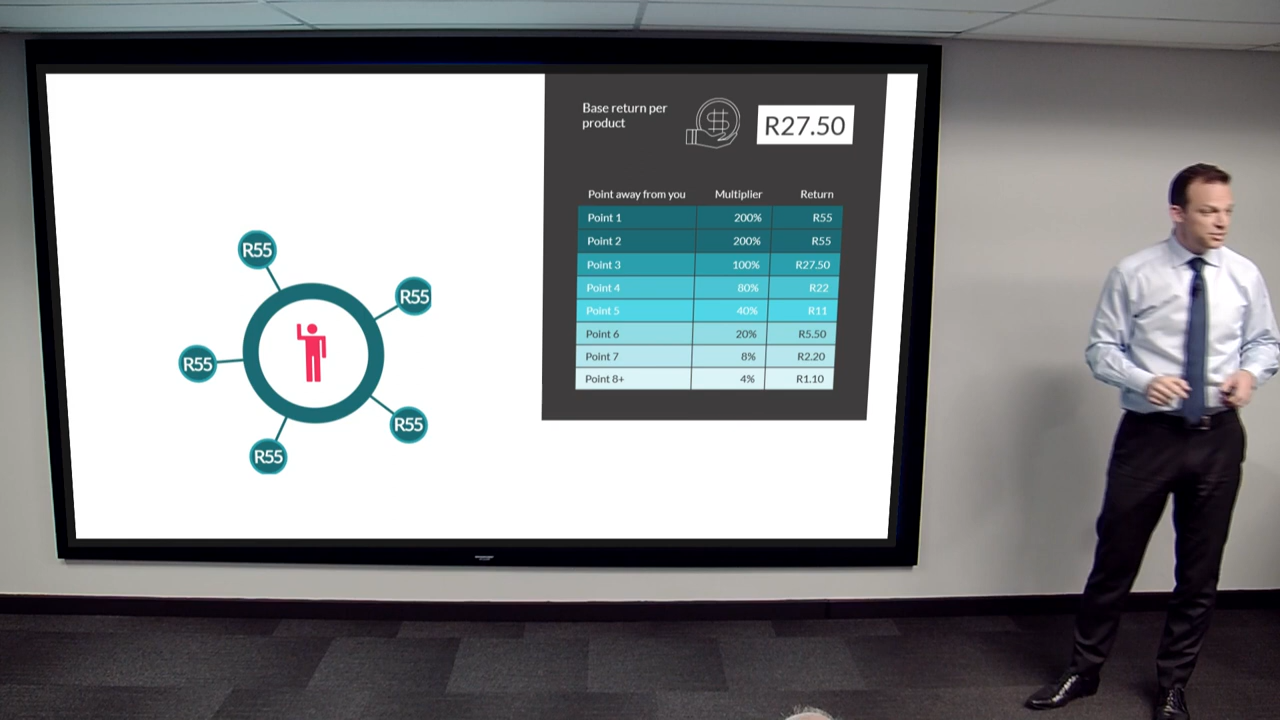 Base return per
product
R27.50
Point away from you Multiplier Return
Point 1 200% R55
Point 2 200% R55
Point 3 100% R27.50
Point 4 80% R22
Point 5 40% R11
Point 6 20% R5.50
Point 7 8% R2.20
Point 8+ 4% R1.10
R55
R55
R55
R55
R55